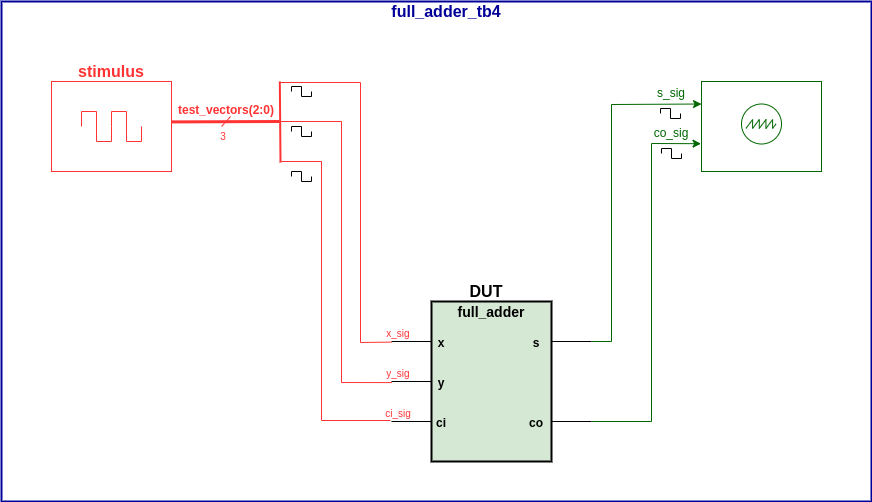 full_adder_tb4
stimulus
test_vectors(2:0)
3
s_sig
co_sig
DUT
full_adder
x_sig
x
s
y_sig
y
ci_sig
ci
co